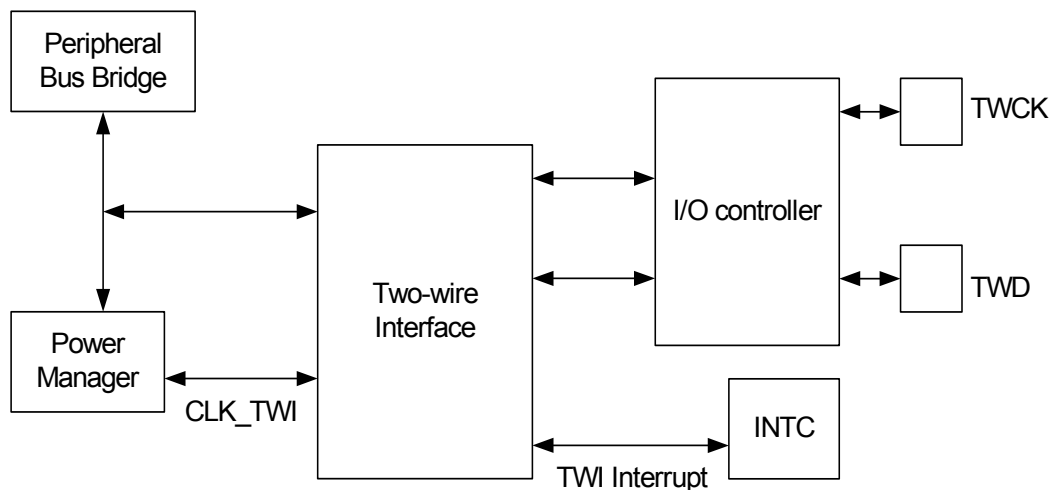 Peripheral
Bus Bridge
TWCK
I/O controller
Two-wire
Interface
TWD
Power
Manager
CLK_TWI
INTC
TWI Interrupt